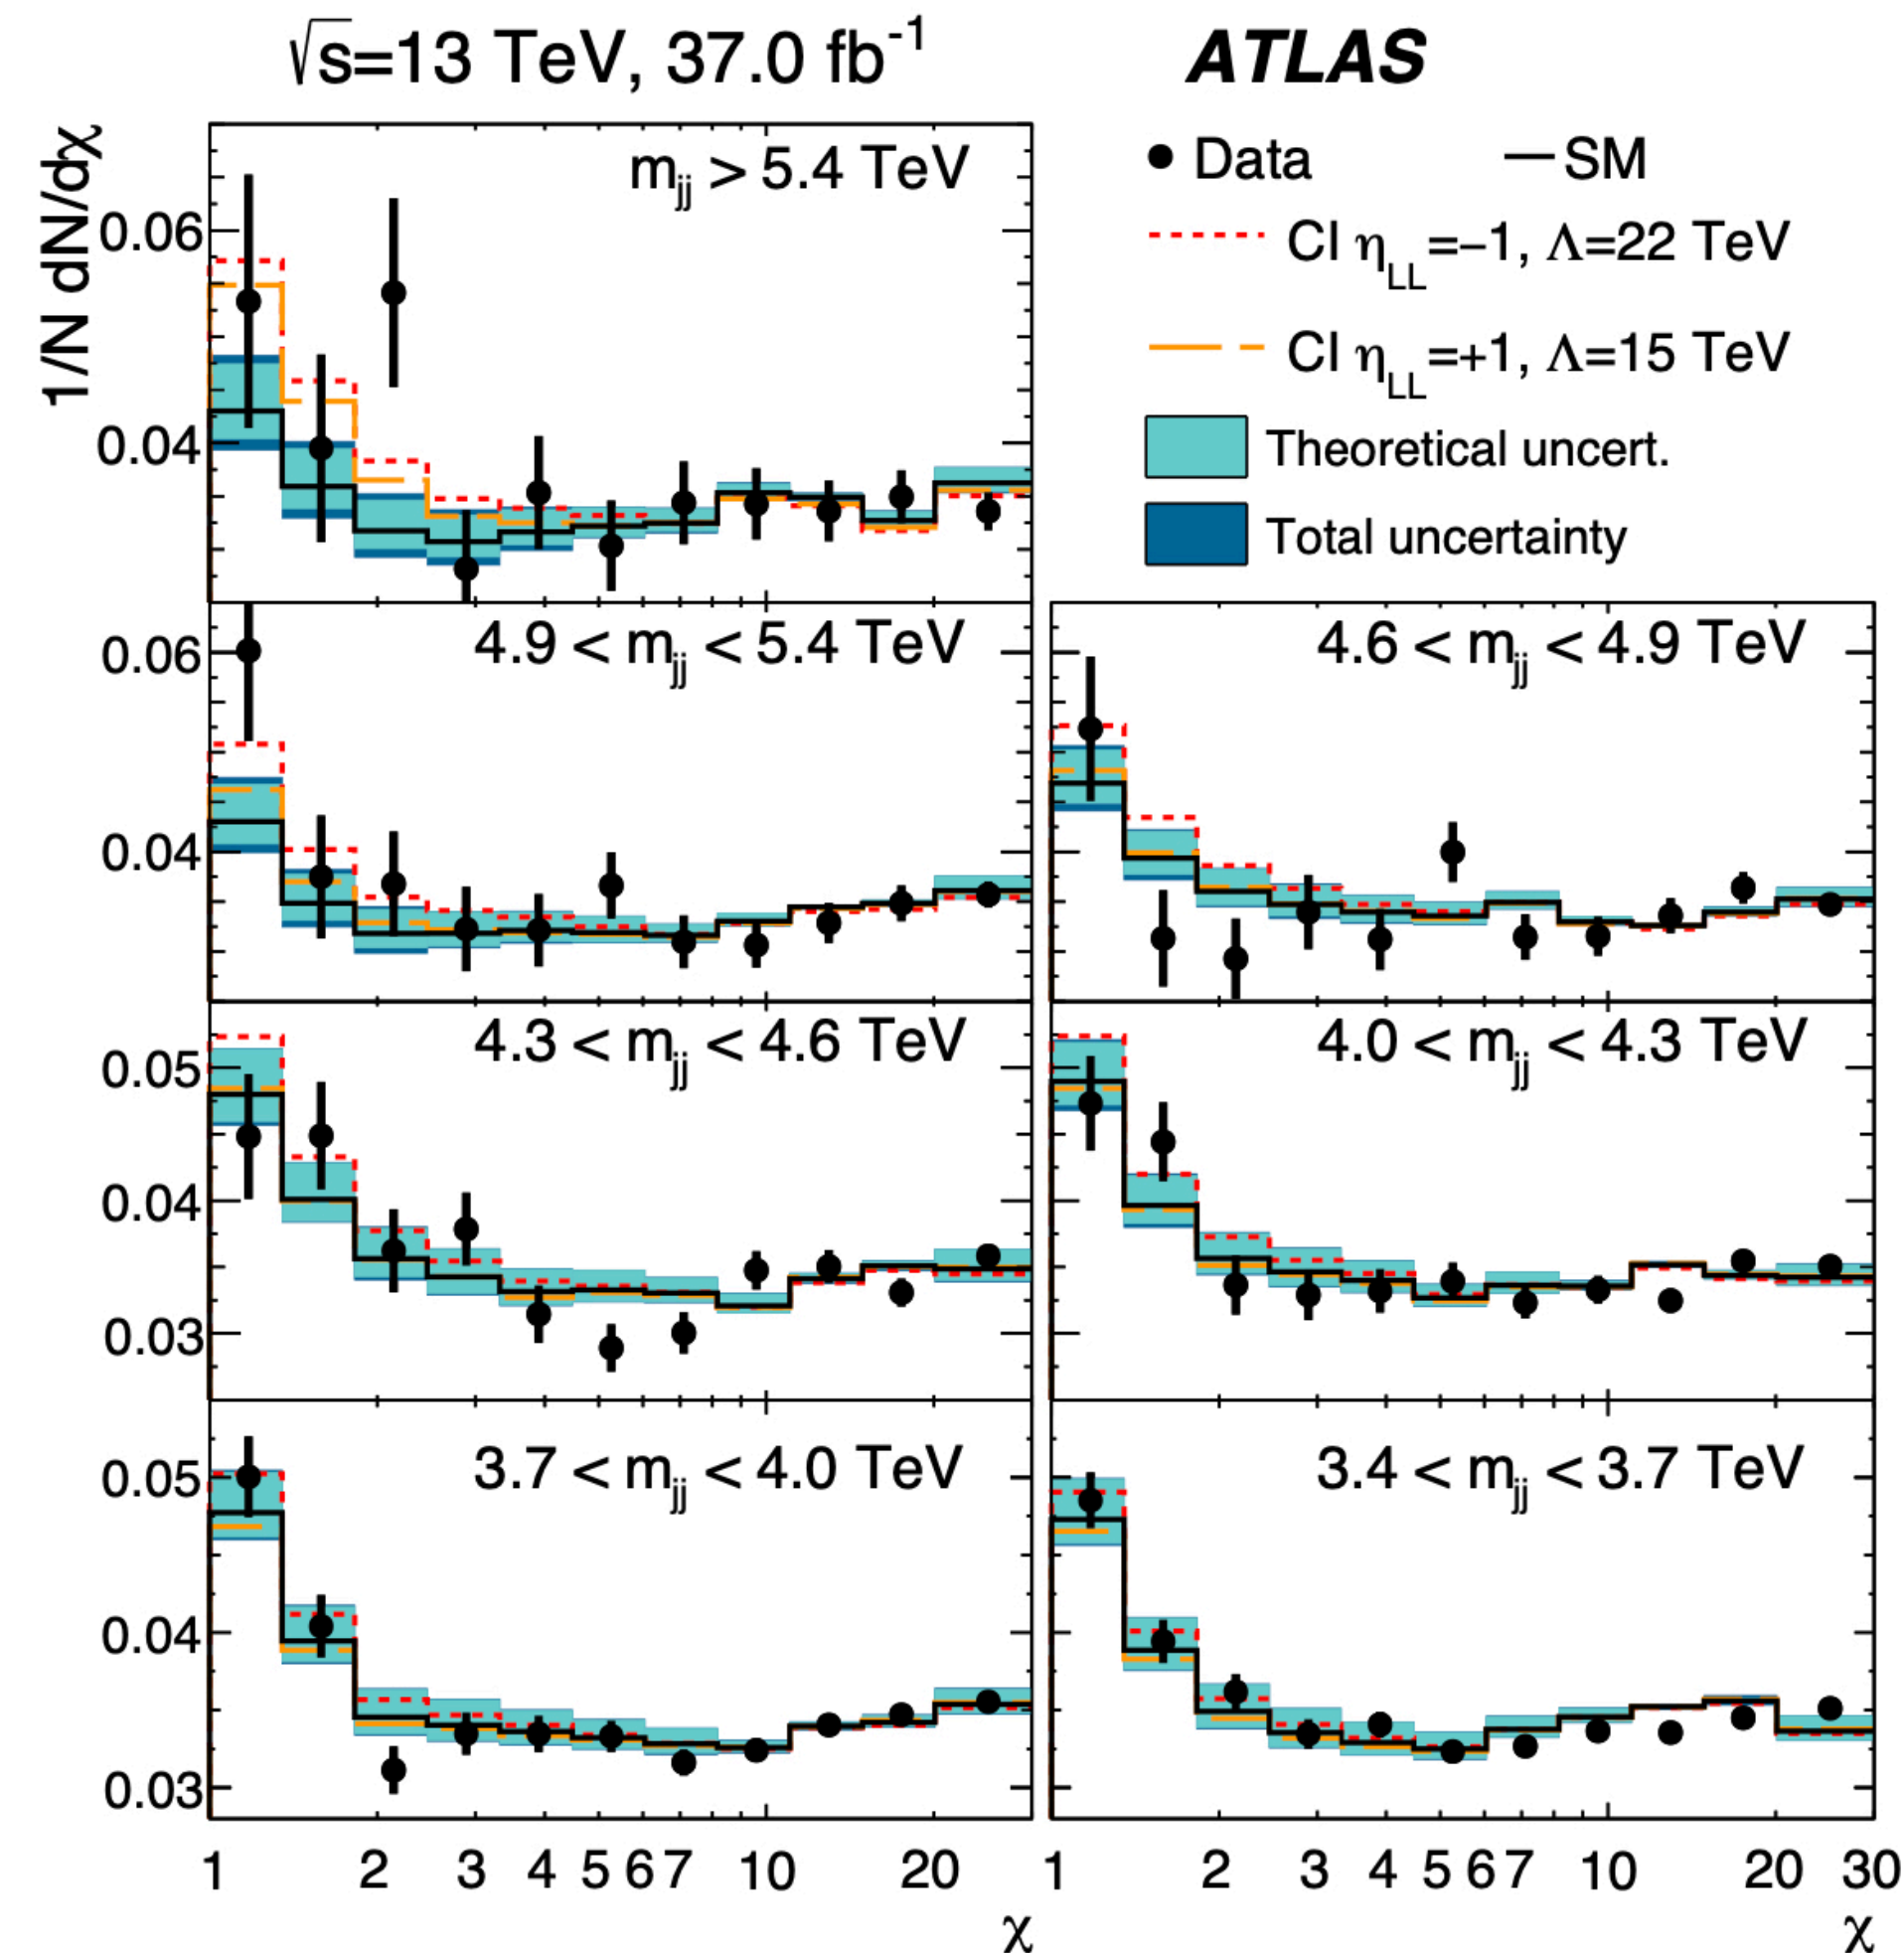 √s=13 TeV, 37.0 fb⁻¹
ATLAS
1/N dN/dχ
m_jj > 5.4 TeV
0.06
0.04
Data
SM
CI η_LL=−1, Λ=22 TeV
CI η_LL=+1, Λ=15 TeV
Theoretical uncert.
Total uncertainty
4.9 < m_jj < 5.4 TeV
0.06
0.04
4.6 < m_jj < 4.9 TeV
4.3 < m_jj < 4.6 TeV
0.05
0.04
0.03
4.0 < m_jj < 4.3 TeV
3.7 < m_jj < 4.0 TeV
0.05
0.04
0.03
3.4 < m_jj < 3.7 TeV
1 2 3 4 5 6 7 10 20
1 2 3 4 5 6 7 10 20 30
χ
χ